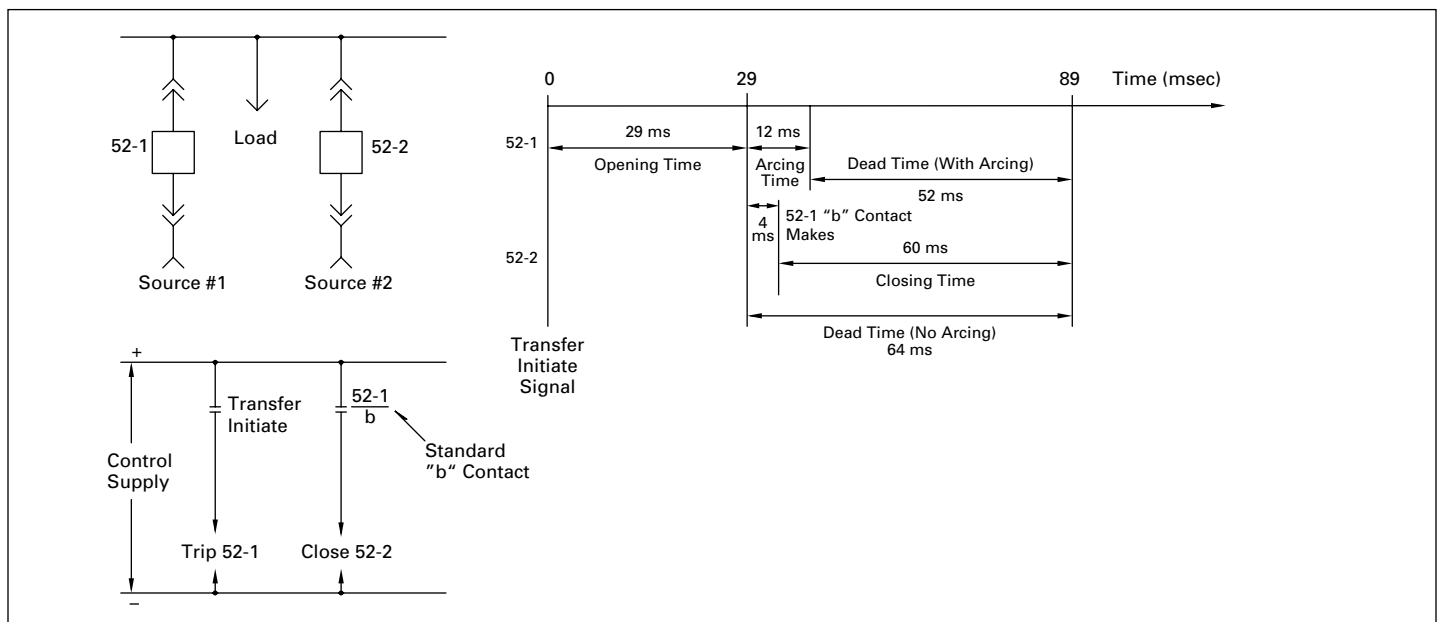 52-1
Load
52-2
Source #1
Source #2
0
29
89
Time (msec)
52-1
29 ms
Opening Time
12 ms
Arcing
Time
Dead Time (With Arcing)
52 ms
4
ms
52-1 “b” Contact
Makes
52-2
60 ms
Closing Time
Dead Time (No Arcing)
64 ms
Transfer
Initiate
Signal
+
Transfer
Initiate
52-1
b
Standard
”b“ Contact
Control
Supply
Trip 52-1
Close 52-2
–